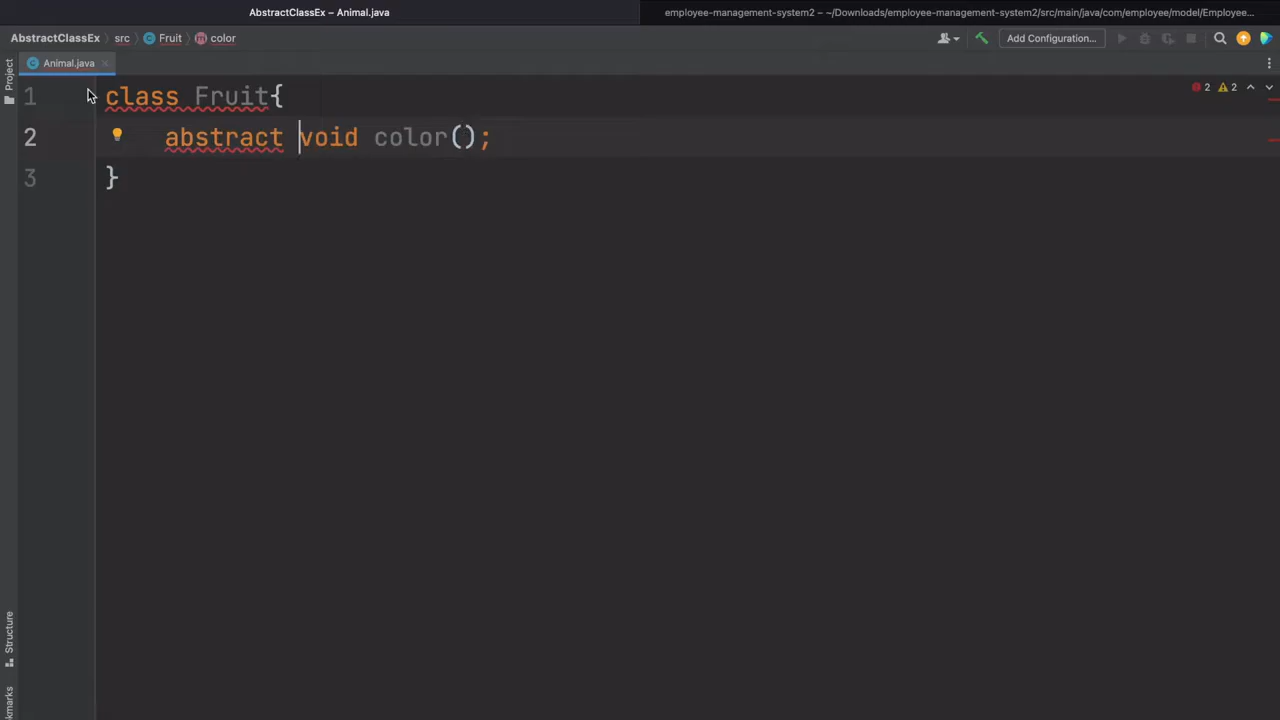 AbstractClassEx – Animal.java
employee-management-system2 – ~/Downloads/employee-management-system2/src/main/java/com/employee/model/Employee...
AbstractClassEx src Fruit color
Add Configuration...
Project
Animal.java
2 2
1 class Fruit{
2 abstract void color();
3 }
Structure
kmarks